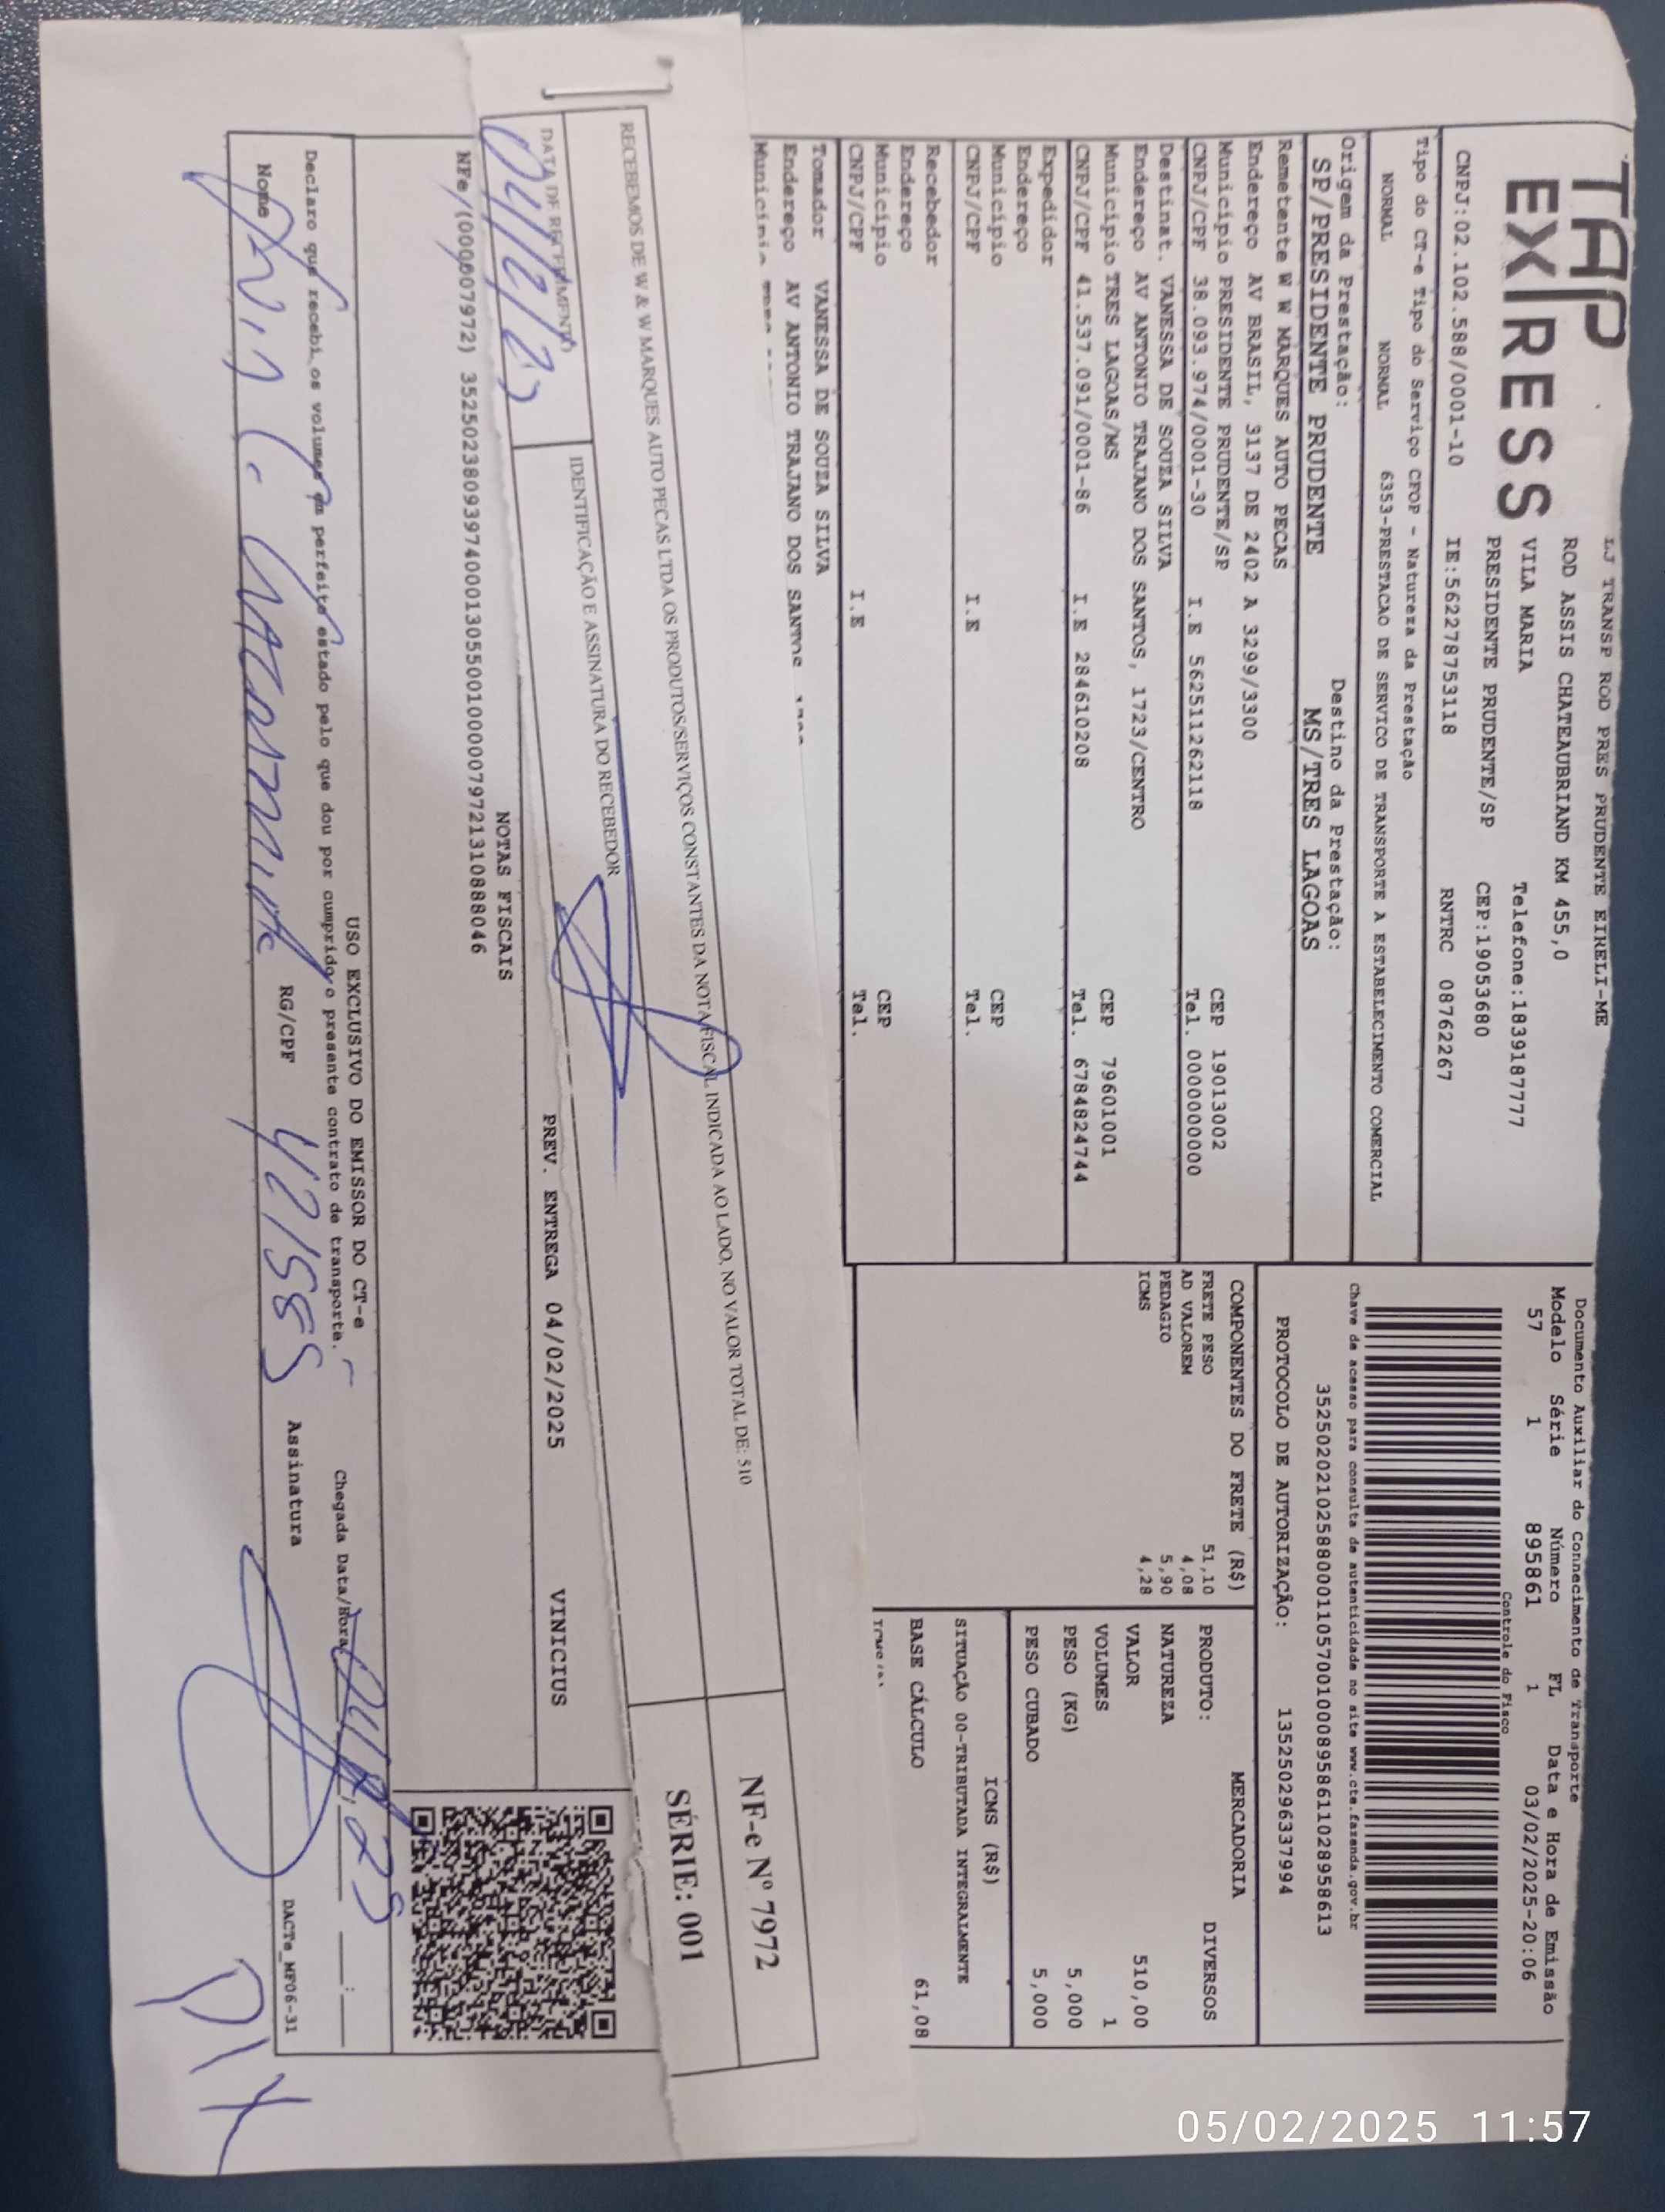 TAP
EXPRESS
LJ TRANSP ROD PRES PRUDENTE EIRELI-ME
ROD ASSIS CHATEAUBRIAND KM 455,0
VILA MARIA Telefone:1839187777
PRESIDENTE PRUDENTE/SP CEP:19053680
CNPJ:02.102.588/0001-10 IE:562278753118 RNTRC 08762267
Tipo do CT-e Tipo do Serviço CFOP - Natureza da Prestação
NORMAL NORMAL 6353-PRESTACAO DE SERVICO DE TRANSPORTE A ESTABELECIMENTO COMERCIAL
Origem da Prestação: Destino da Prestação:
SP/PRESIDENTE PRUDENTE MS/TRES LAGOAS
Documento Auxiliar do Conhecimento de Transporte
Modelo Série Número FL Data e Hora de Emissão
57 1 895861 1 03/02/2025-20:06
Controle do Fisco
Chave de acesso para consulta de autenticidade no site www.cte.fazenda.gov.br
35250202102588000110570010008958611028958613
PROTOCOLO DE AUTORIZAÇÃO: 135250296337994
Remetente W W MARQUES AUTO PECAS
Endereço AV BRASIL, 3137 DE 2402 A 3299/3300
Município PRESIDENTE PRUDENTE/SP CEP 19013002
CNPJ/CPF 38.093.974/0001-30 I.E 562511262118 Tel. 0000000000
Destinat. VANESSA DE SOUZA SILVA
Endereço AV ANTONIO TRAJANO DOS SANTOS, 1723/CENTRO
Municipio TRES LAGOAS/MS CEP 79601001
CNPJ/CPF 41.537.091/0001-86 I.E 284610208 Tel. 67848247​44
Expedidor
Endereço
Município CEP
CNPJ/CPF I.E Tel.
Recebedor
Endereço
Município CEP
CNPJ/CPF I.E Tel.
Tomador VANESSA DE SOUZA SILVA
Endereço AV ANTONIO TRAJANO DOS SANTOS
COMPONENTES DO FRETE (R$)
FRETE PESO 51,10
AD VALOREM 4,08
PEDAGIO 5,90
ICMS 4,28
MERCADORIA
PRODUTO: DIVERSOS
NATUREZA
VALOR 510,00
VOLUMES 1
PESO (KG) 5,000
PESO CUBADO 5,000
ICMS (R$)
SITUAÇÃO 00-TRIBUTADA INTEGRALMENTE
BASE CÁLCULO 61,08
RECEBEMOS DE W & W MARQUES AUTO PECAS LTDA OS PRODUTOS/SERVIÇOS CONSTANTES DA NOTA FISCAL INDICADA AO LADO, NO VALOR TOTAL DE: 510
DATA DE RECEBIMENTO IDENTIFICAÇÃO E ASSINATURA DO RECEBEDOR
NF-e Nº 7972
SÉRIE: 001
PREV. ENTREGA 04/02/2025 VINICIUS
NOTAS FISCAIS
NFe/(000007972) 35250238093974000130550010000079721310888046
USO EXCLUSIVO DO EMISSOR DO CT-e
Declaro que recebi os volumes em perfeito estado pelo que dou por cumprido o presente contrato de transporte. Chegada Data/Hora
Nome RG/CPF Assinatura
DACTe_MF06-31
05/02/2025 11:57